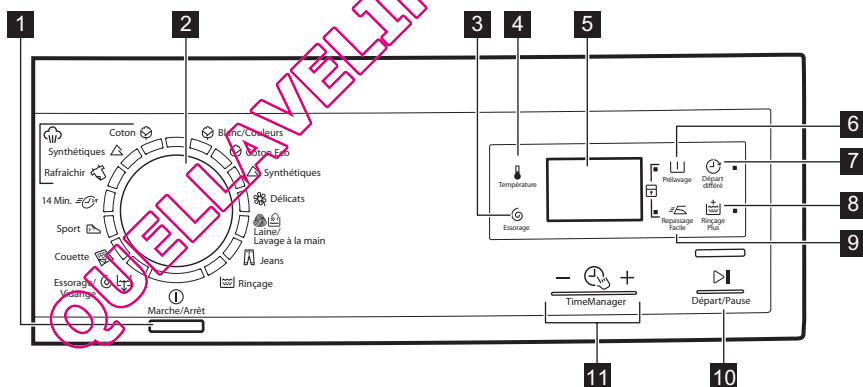 1
2
3
4
5
6
7
8
9
10
11
Coton
Synthétiques
Rafraichir
14 Min.
Sport
Couette
Essorage/
Vidange
Marche/Arrêt
Blanc/Couleurs
Coton Eco
Synthétiques
Délicats
Laine/
Lavage à la main
Jeans
Rinçage
Température
Essorage
Prélavage
Départ
différé
Repassage
Facile
Rinçage
Plus
TimeManager
Départ/Pause